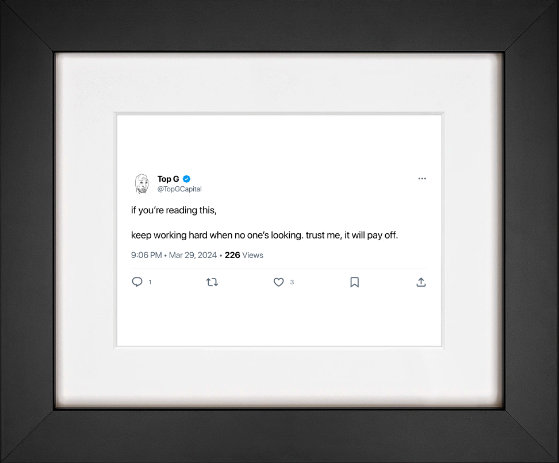 Top G
@TopGCapital
if you're reading this,
keep working hard when no one's looking. trust me, it will pay off.
9:06 PM • Mar 29, 2024 • 226 Views
1 3